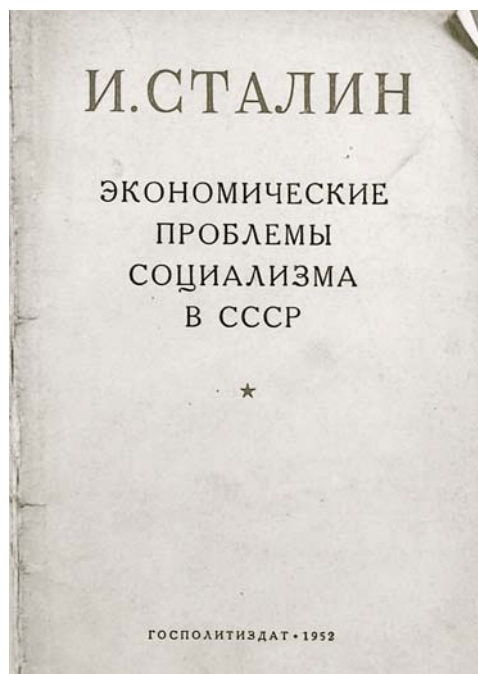 И. СТАЛИН
ЭКОНОМИЧЕСКИЕ
ПРОБЛЕМЫ
СОЦИАЛИЗМА
В СССР
ГОСПОЛИТИЗДАТ • 1952